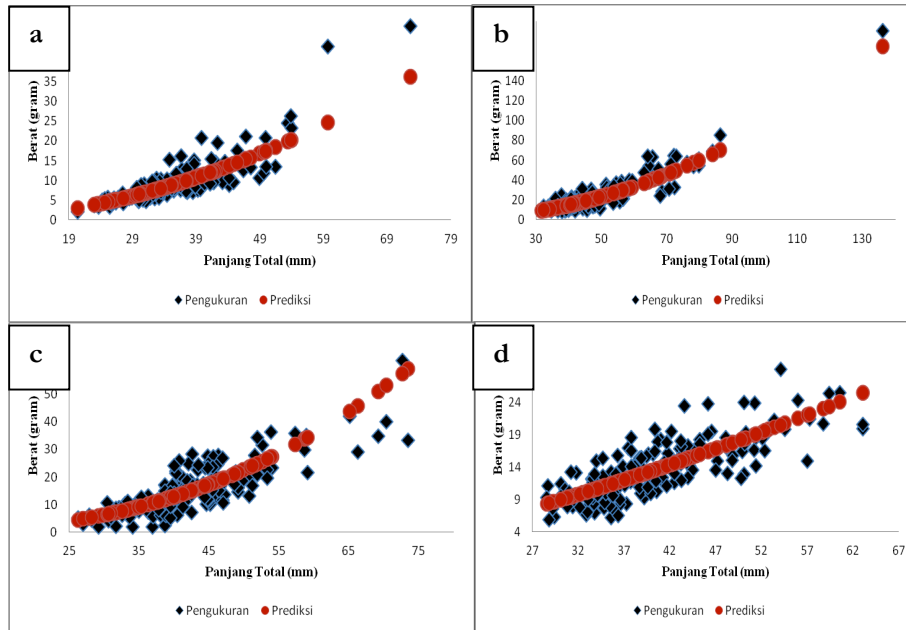 a
Berat (gram)
35
30
25
20
15
10
5
0
19 29 39 49 59 69 79
Panjang Total (mm)
Pengukuran Prediksi
b
Berat (gram)
140
120
100
80
60
40
20
0
30 50 70 90 110 130
Panjang Total (mm)
Pengukuran Prediksi
c
Berat (gram)
50
40
30
20
10
0
25 35 45 55 65 75
Panjang Total (mm)
Pengukuran Prediksi
d
Berat (gram)
24
19
14
9
4
27 32 37 42 47 52 57 62 67
Panjang Total (mm)
Pengukuran Prediksi